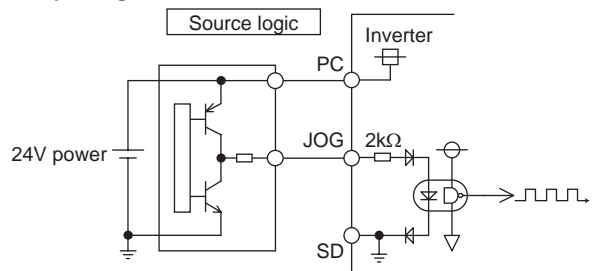 Source logic
Inverter
PC
24V power
JOG
2kΩ
SD